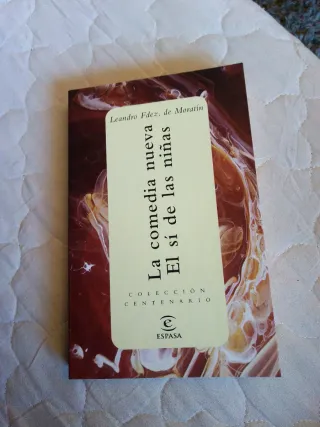 Leandro Fdez. de Moratín
La comedia nueva
El sí de las niñas
COLECCIÓN
CENTENARIO
ESPASA